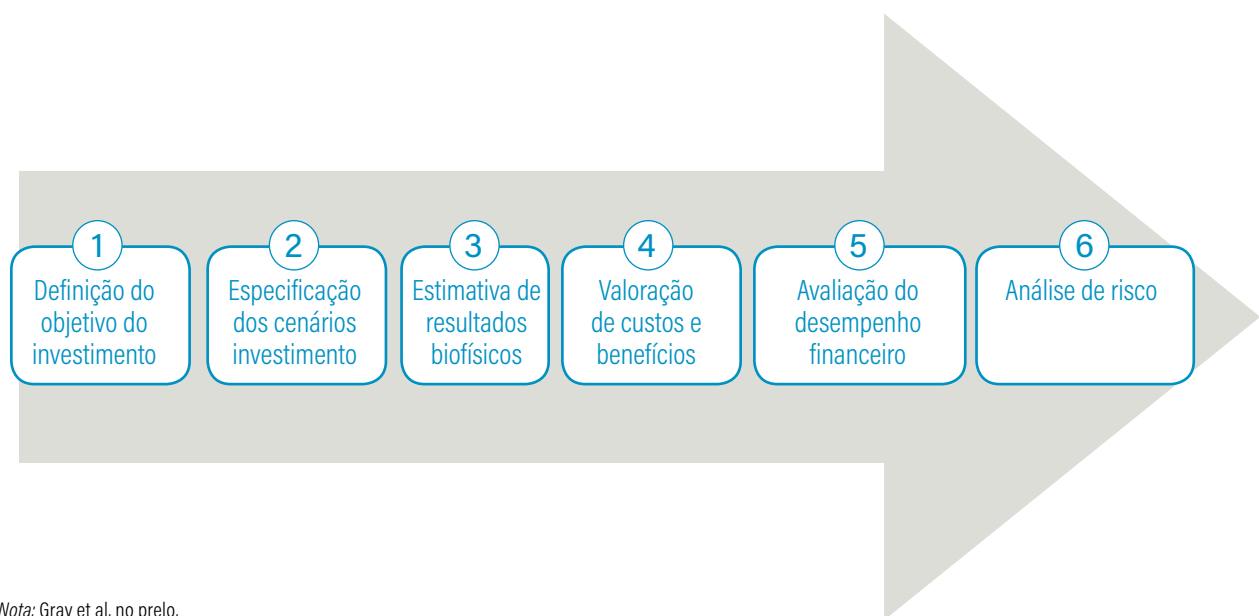 1
Definição do
objetivo do
investimento
2
Especificação
dos cenários
investimento
3
Estimativa de
resultados
biofísicos
4
Valoração
de custos e
benefícios
5
Avaliação do
desempenho
financeiro
6
Análise de risco
Nota: Gray et al, no prelo.